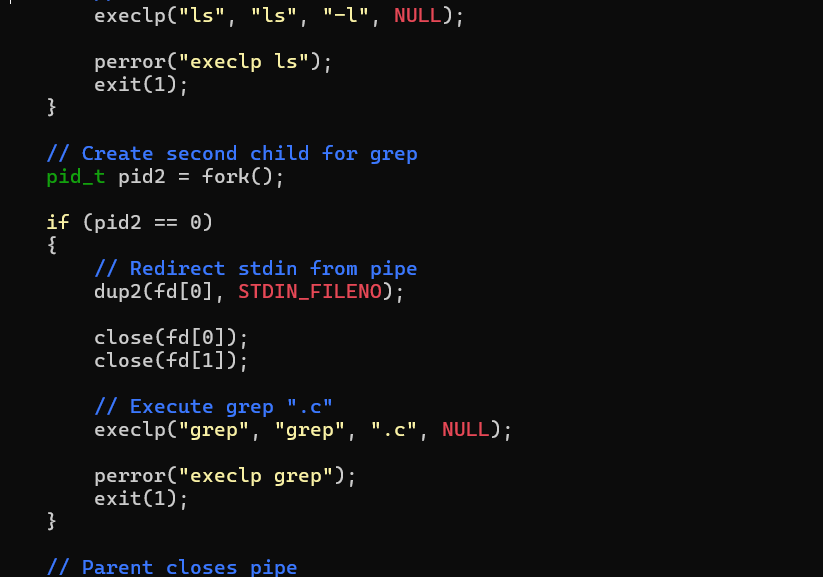 execlp("ls", "ls", "-l", NULL);
perror("execlp ls");
exit(1);
}
// Create second child for grep
pid_t pid2 = fork();
if (pid2 == 0)
{
// Redirect stdin from pipe
dup2(fd[0], STDIN_FILENO);
close(fd[0]);
close(fd[1]);
// Execute grep ".c"
execlp("grep", "grep", ".c", NULL);
perror("execlp grep");
exit(1);
}
// Parent closes pipe